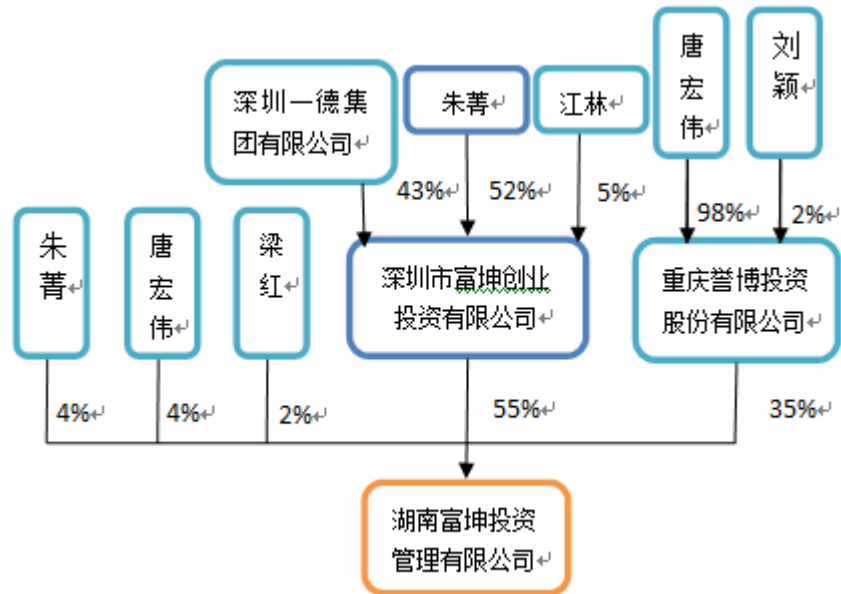 唐宏伟
刘颖
深圳一德集
团有限公司
朱菁
江林
43%
52%
5%
98%
2%
朱菁
唐宏伟
梁红
深圳市富坤创业
投资有限公司
重庆誉博投资
股份有限公司
4%
4%
2%
55%
35%
湖南富坤投资
管理有限公司